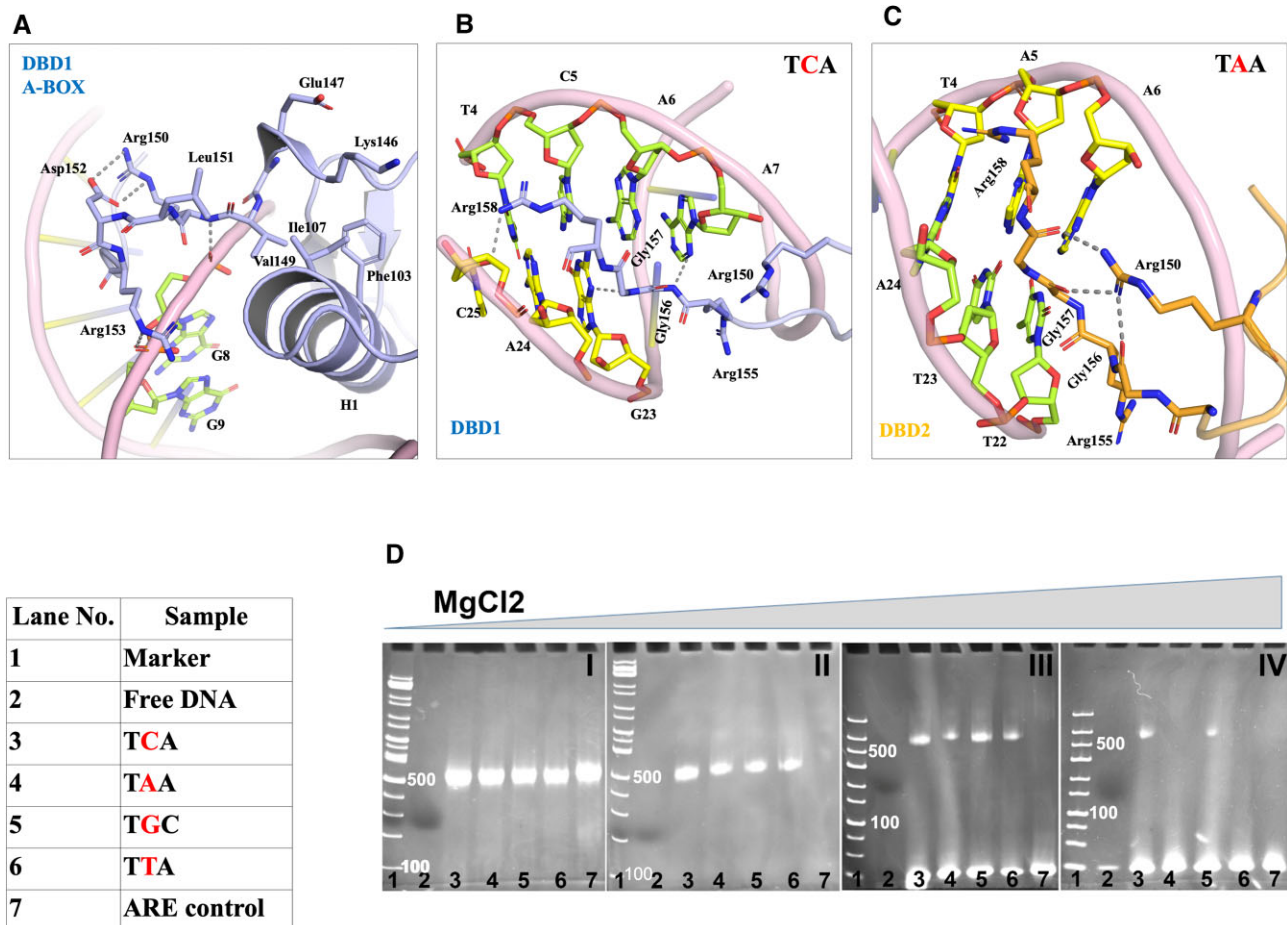 A
DBD1
A-BOX
Glu147
Arg150
Lys146
Leu151
Asp152
Ile107
Val149
Phe103
Arg153
G8
H1
G9
B
TCA
C5
T4
A6
A7
Arg158
Gly157
Arg150
C25
Gly156
A24
Arg155
G23
DBD1
C
TAA
A5
T4
A6
Arg158
Arg150
A24
Gly157
T23
Gly156
DBD2
T22
Arg155
Lane No. Sample
1 Marker
2 Free DNA
3 TCA
4 TAA
5 TGC
6 TTA
7 ARE control
D
MgCl2
I
500
100
1 2 3 4 5 6 7
II
500
100
1 2 3 4 5 6 7
III
500
100
1 2 3 4 5 6 7
IV
500
100
1 2 3 4 5 6 7